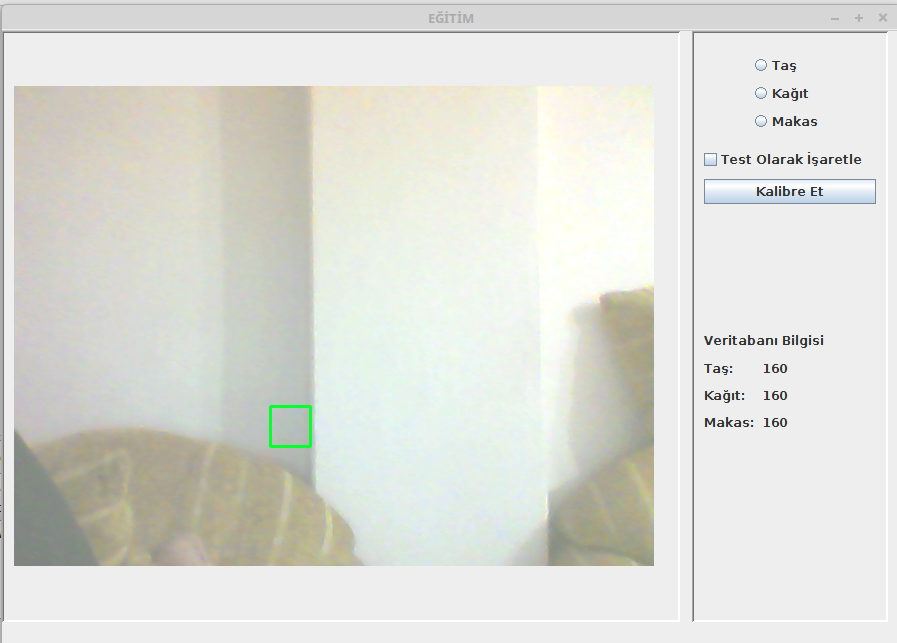 EĞİTİM
Taş
Kağıt
Makas
Test Olarak İşaretle
Kalibre Et
Veritabanı Bilgisi
Taş: 160
Kağıt: 160
Makas: 160